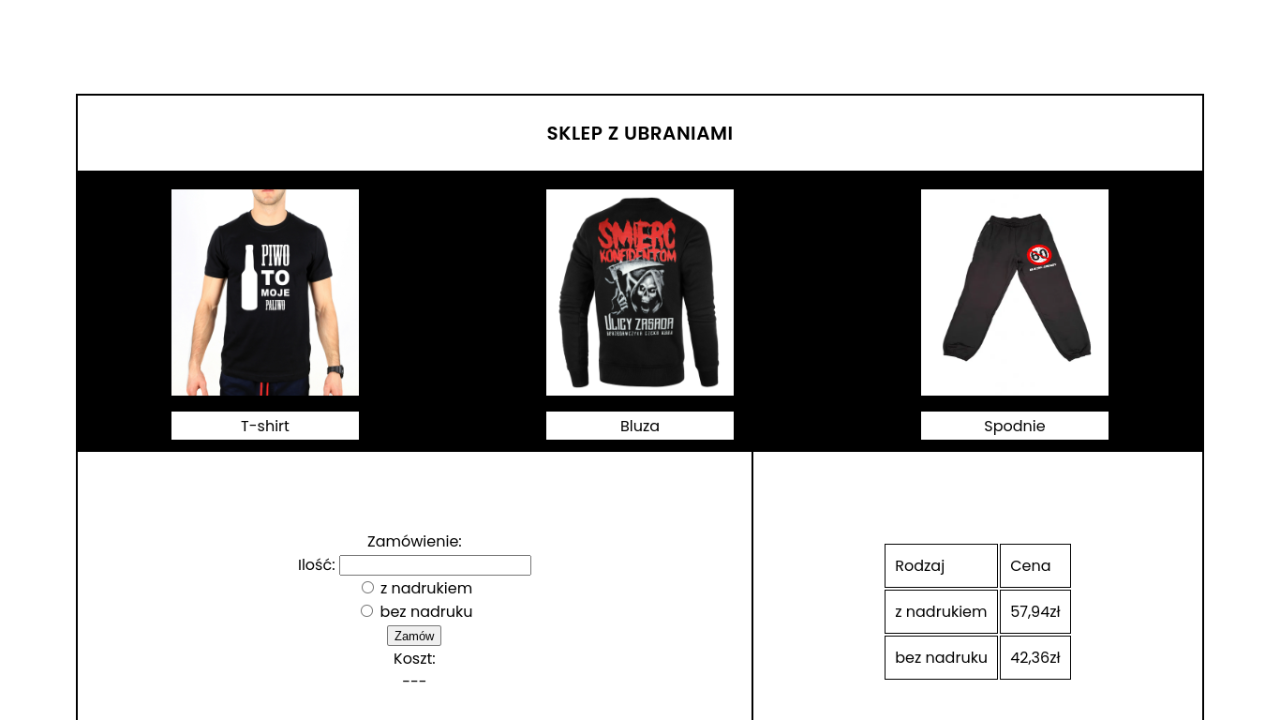 SKLEP Z UBRANIAMI
PIWO
TO
MOJE
PALIWO
ŚMIERĆ
KONFIDENTOM
ULICY ZASADA
60
T-shirt
Bluza
Spodnie
Zamówienie:
Ilość:
z nadrukiem
bez nadruku
Zamów
Koszt:
---
Rodzaj Cena
z nadrukiem 57,94zł
bez nadruku 42,36zł